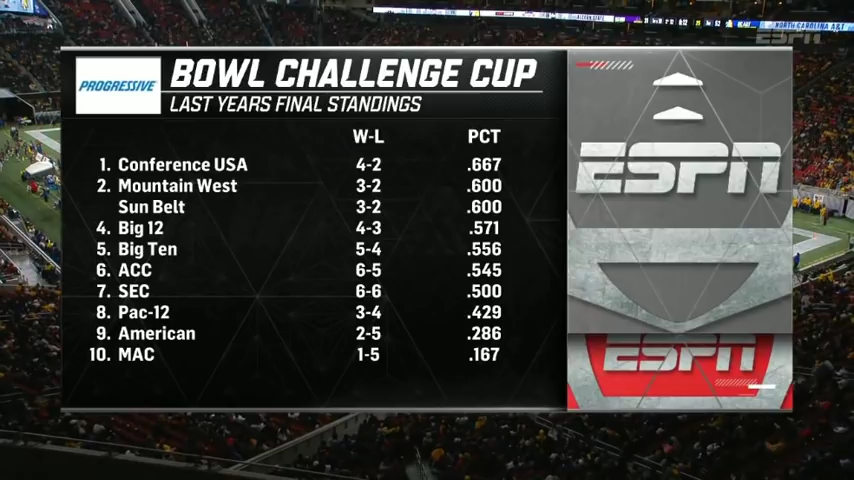 NORTH CAROLINA A&T
ESPN
PROGRESSIVE
BOWL CHALLENGE CUP
LAST YEARS FINAL STANDINGS
W-L PCT
1. Conference USA 4-2 .667
2. Mountain West 3-2 .600
Sun Belt 3-2 .600
4. Big 12 4-3 .571
5. Big Ten 5-4 .556
6. ACC 6-5 .545
7. SEC 6-6 .500
8. Pac-12 3-4 .429
9. American 2-5 .286
10. MAC 1-5 .167
ESPN
ESPN